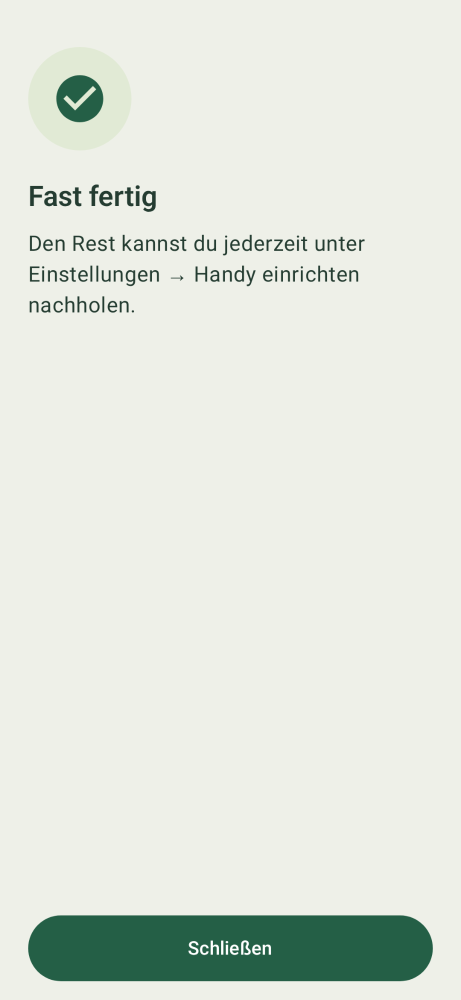 Fast fertig
Den Rest kannst du jederzeit unter
Einstellungen → Handy einrichten
nachholen.
Schließen